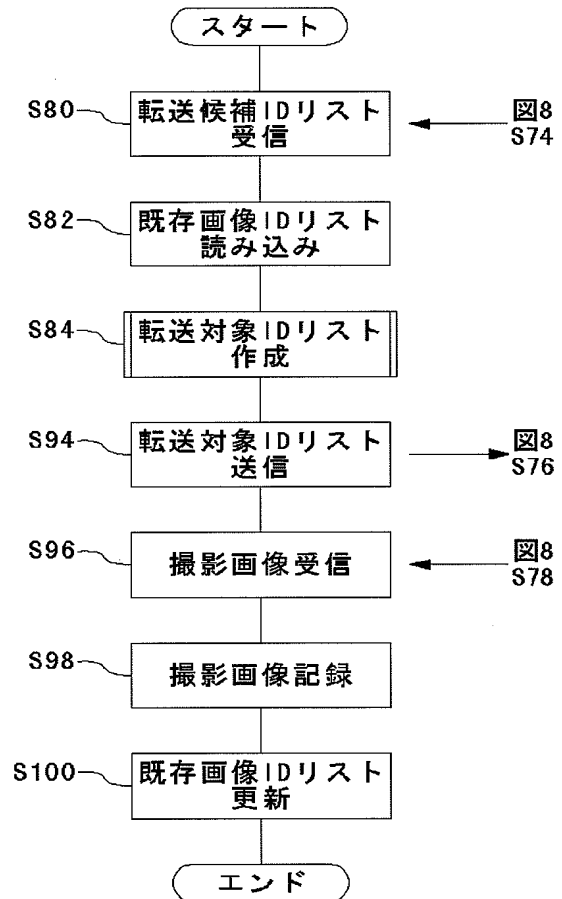 スタート
S80
転送候補IDリスト
受信
図8
S74
S82
既存画像IDリスト
読み込み
S84
転送対象IDリスト
作成
S94
転送対象IDリスト
送信
図8
S76
S96
撮影画像受信
図8
S78
S98
撮影画像記録
S100
既存画像IDリスト
更新
エンド